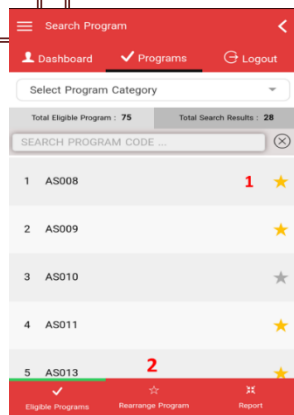 Search Program
Dashboard Programs Logout
Select Program Category
Total Eligible Program : 75 Total Search Results : 28
SEARCH PROGRAM CODE ...
1 AS008 1
2 AS009
3 AS010
4 AS011
5 AS013 2
Eligible Programs Rearrange Program Report